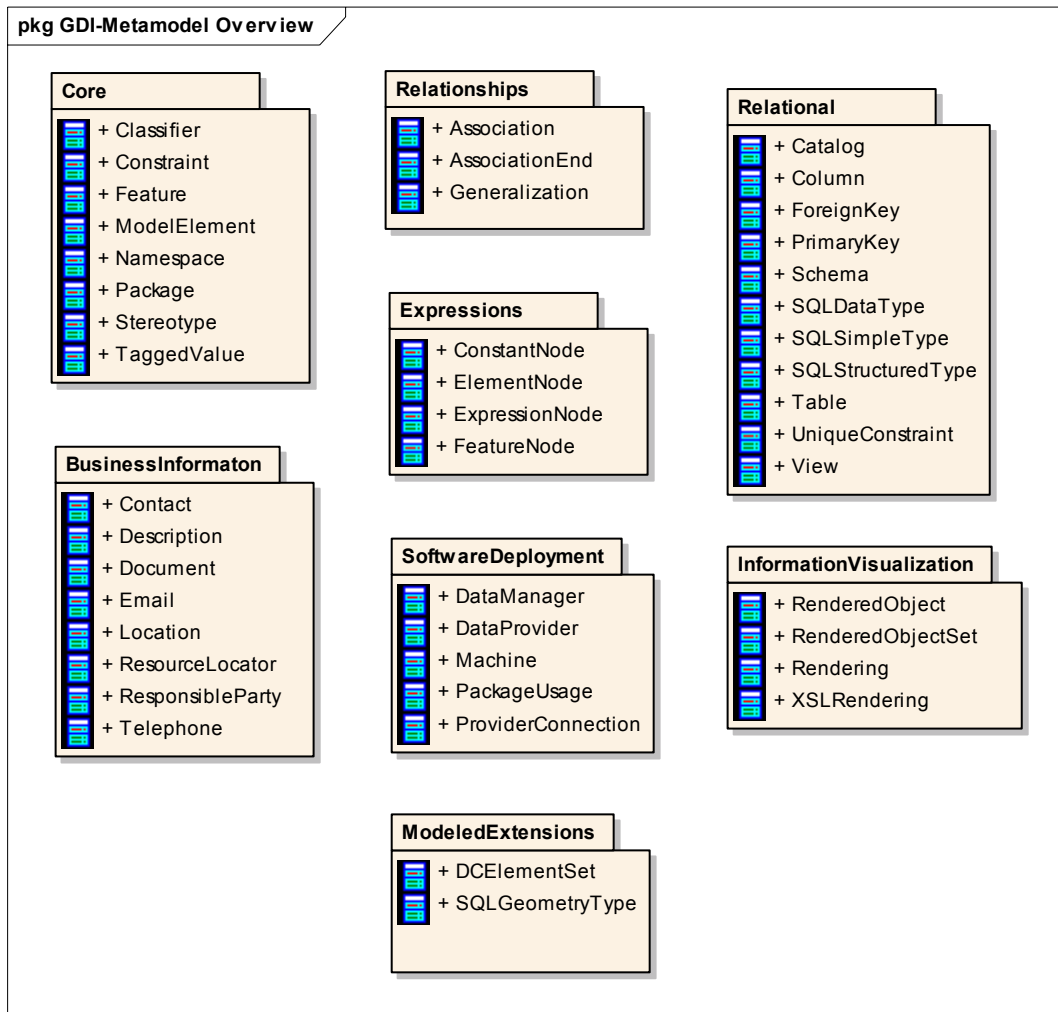 pkg GDI-Metamodel Overview
Core
+ Classifier
+ Constraint
+ Feature
+ ModelElement
+ Namespace
+ Package
+ Stereotype
+ TaggedValue
Relationships
+ Association
+ AssociationEnd
+ Generalization
Relational
+ Catalog
+ Column
+ ForeignKey
+ PrimaryKey
+ Schema
+ SQLDataType
+ SQLSimpleType
+ SQLStructuredType
+ Table
+ UniqueConstraint
+ View
Expressions
+ ConstantNode
+ ElementNode
+ ExpressionNode
+ FeatureNode
BusinessInformaton
+ Contact
+ Description
+ Document
+ Email
+ Location
+ ResourceLocator
+ ResponsibleParty
+ Telephone
SoftwareDeployment
+ DataManager
+ DataProvider
+ Machine
+ PackageUsage
+ ProviderConnection
InformationVisualization
+ RenderedObject
+ RenderedObjectSet
+ Rendering
+ XSLRendering
ModeledExtensions
+ DCElementSet
+ SQLGeometryType